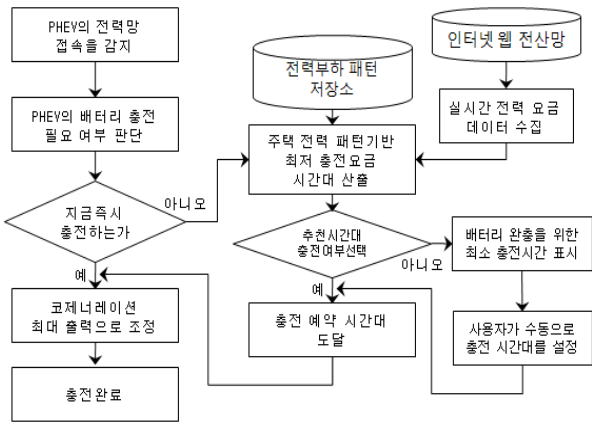 PHEV의 전력망
접속을 감지
PHEV의 배터리 충전
필요 여부 판단
지금즉시
충전하는가
아니오
예
코제너레이션
최대 출력으로 조정
충전완료
전력부하 패턴
저장소
인터넷 웹 전산망
실시간 전력 요금
데이터 수집
주택 전력 패턴기반
최저 충전요금
시간대 산출
추천시간대
충전여부선택
아니오
예
충전 예약 시간대
도달
배터리 완충을 위한
최소 충전시간 표시
사용자가 수동으로
충전 시간대를 설정